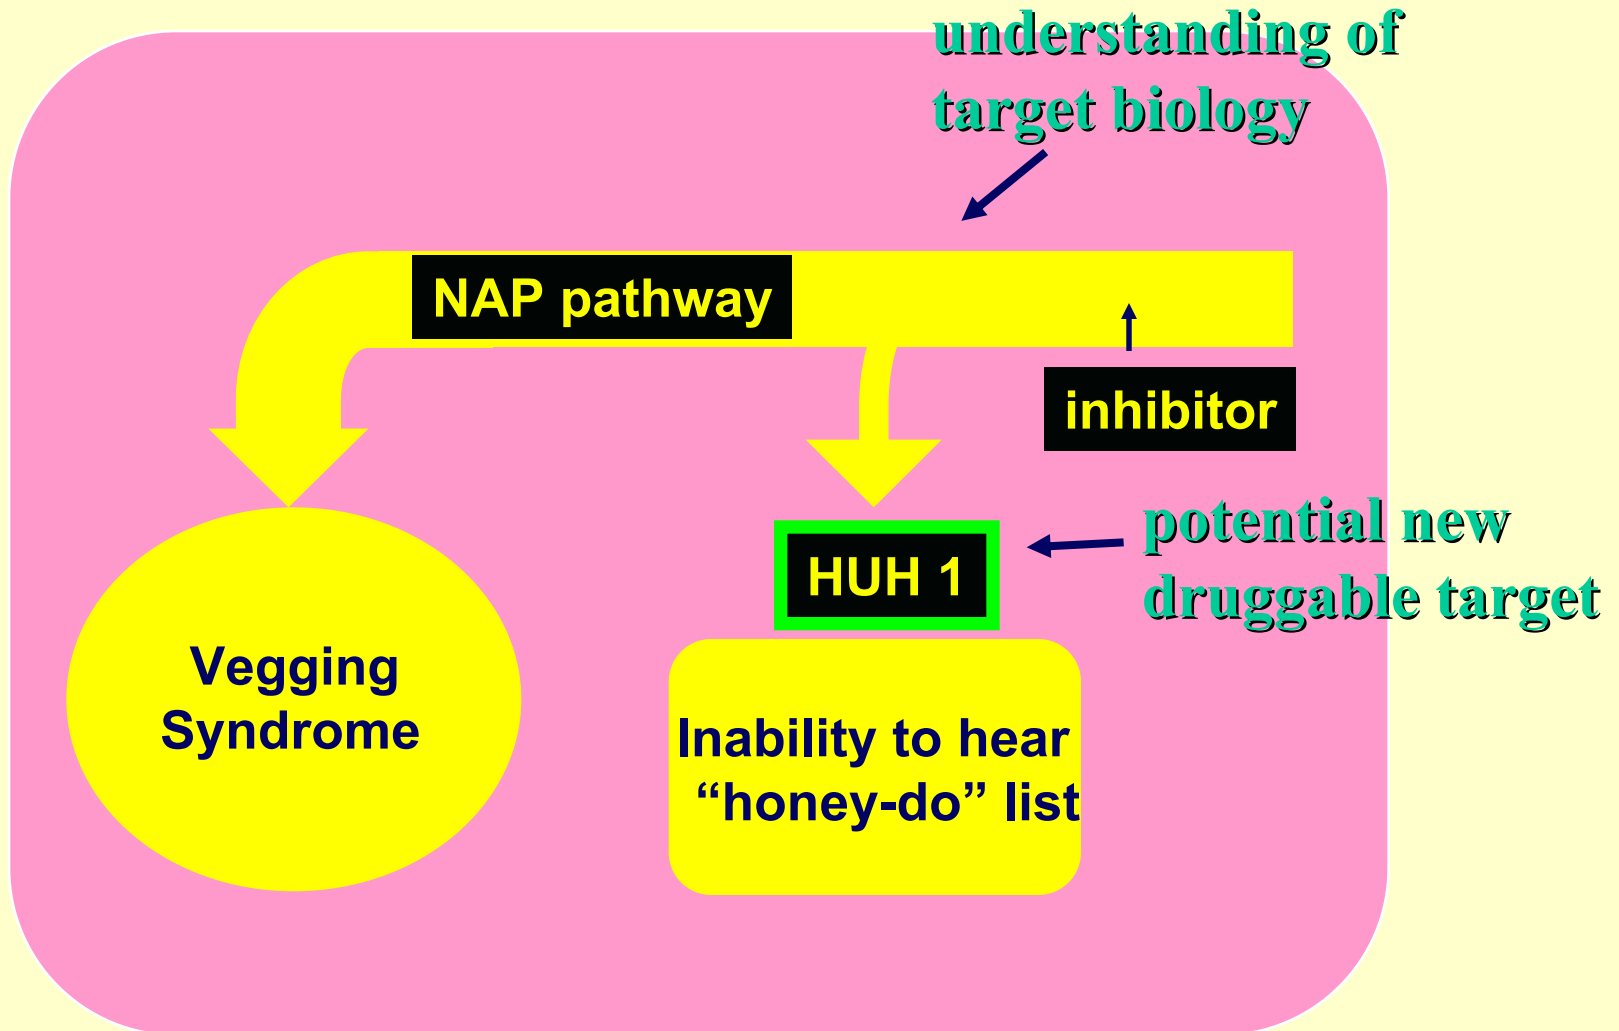 understanding of
target biology
NAP pathway
inhibitor
potential new
druggable target
HUH 1
Vegging
Syndrome
Inability to hear
“honey-do” list